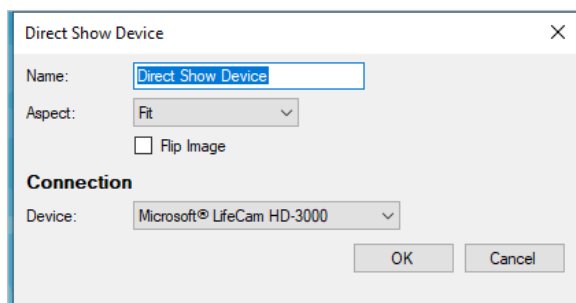 Direct Show Device
Name: Direct Show Device
Aspect: Fit
Flip Image
Connection
Device: Microsoft® LifeCam HD-3000
OK Cancel